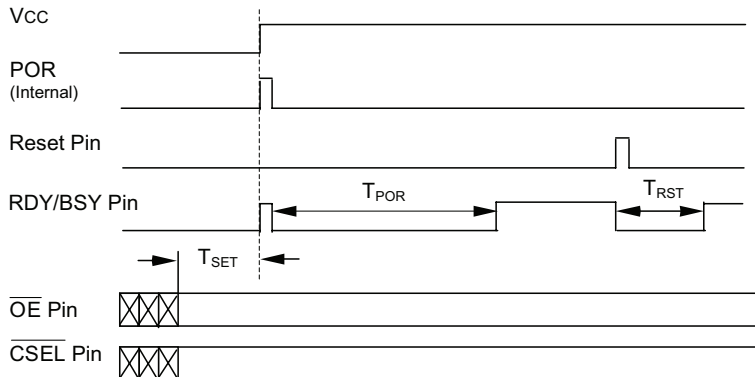 VCC
POR
(Internal)
Reset Pin
RDY/BSY Pin
TPOR
TRST
TSET
OE Pin
CSEL Pin